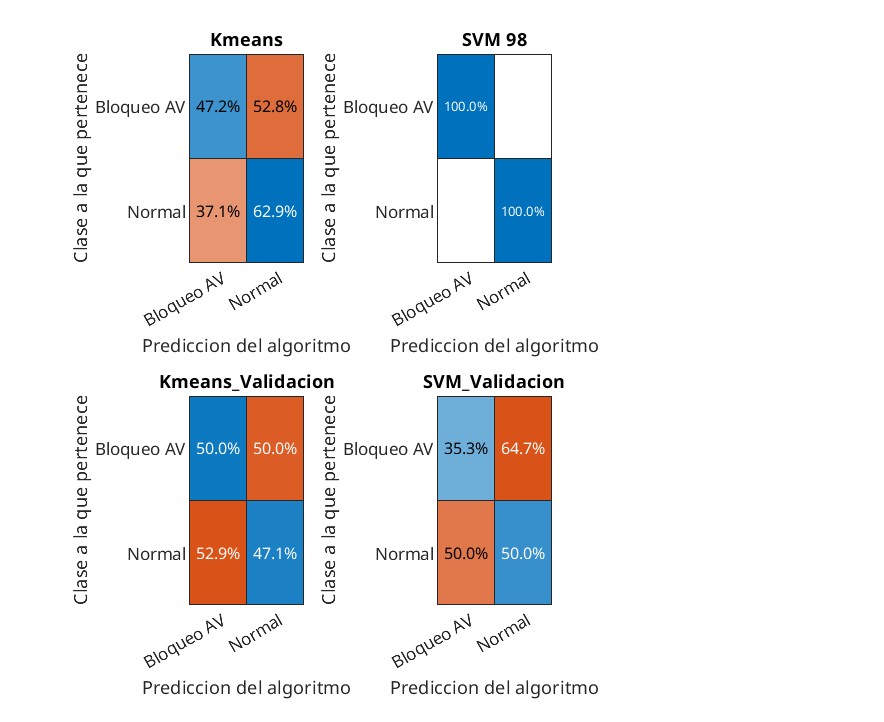 Kmeans
Clase a la que pertenece
Bloqueo AV
47.2% 52.8%
Normal
37.1% 62.9%
Bloqueo AV
Normal
Prediccion del algoritmo
SVM 98
Clase a la que pertenece
Bloqueo AV
100.0%
Normal
100.0%
Bloqueo AV
Normal
Prediccion del algoritmo
Kmeans_Validacion
Clase a la que pertenece
Bloqueo AV
50.0% 50.0%
Normal
52.9% 47.1%
Bloqueo AV
Normal
Prediccion del algoritmo
SVM_Validacion
Clase a la que pertenece
Bloqueo AV
35.3% 64.7%
Normal
50.0% 50.0%
Bloqueo AV
Normal
Prediccion del algoritmo